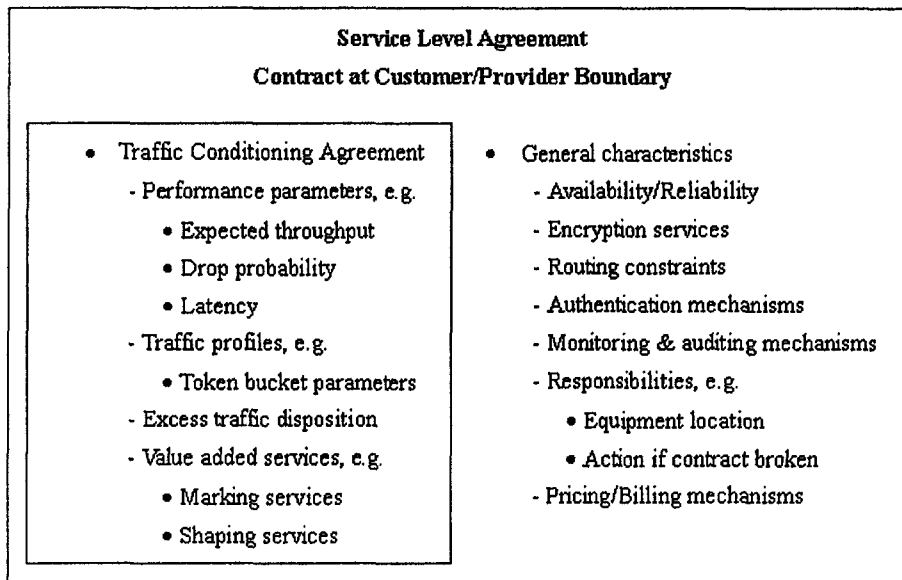 Service Level Agreement
Contract at Customer/Provider Boundary
• Traffic Conditioning Agreement
- Performance parameters, e.g.
• Expected throughput
• Drop probability
• Latency
- Traffic profiles, e.g.
• Token bucket parameters
- Excess traffic disposition
- Value added services, e.g.
• Marking services
• Shaping services
• General characteristics
- Availability/Reliability
- Encryption services
- Routing constraints
- Authentication mechanisms
- Monitoring & auditing mechanisms
- Responsibilities, e.g.
• Equipment location
• Action if contract broken
- Pricing/Billing mechanisms